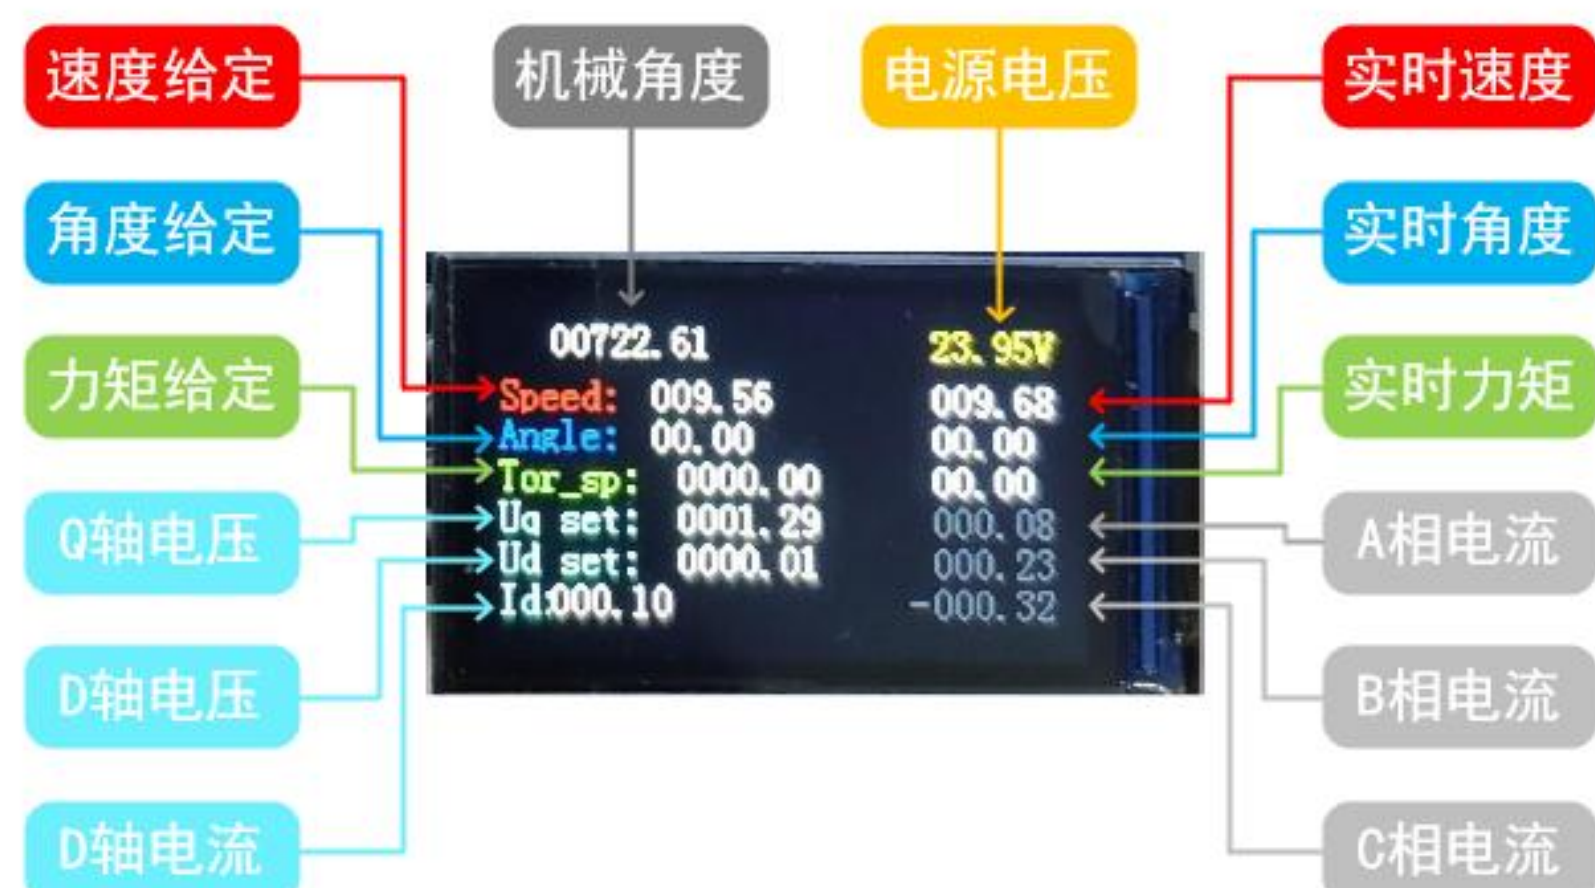 速度给定
机械角度
电源电压
实时速度
角度给定
实时角度
力矩给定
实时力矩
Q轴电压
A相电流
D轴电压
B相电流
D轴电流
C相电流
00722.61 23.95V
Speed: 009.56 009.68
Angle: 00.00 00.00
Tor_sp: 0000.00 00.00
Uq set: 0001.29 000.08
Ud set: 0000.01 000.23
Id:000.10 -000.32